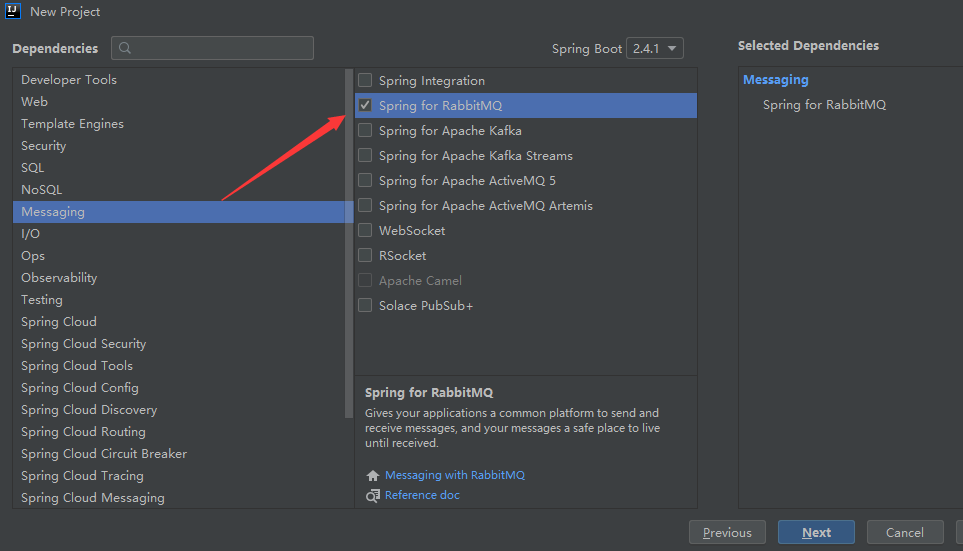 IJ New Project
Dependencies
Spring Boot 2.4.1
Selected Dependencies
Developer Tools
Web
Template Engines
Security
SQL
NoSQL
Messaging
I/O
Ops
Observability
Testing
Spring Cloud
Spring Cloud Security
Spring Cloud Tools
Spring Cloud Config
Spring Cloud Discovery
Spring Cloud Routing
Spring Cloud Circuit Breaker
Spring Cloud Tracing
Spring Cloud Messaging
Spring Integration
Spring for RabbitMQ
Spring for Apache Kafka
Spring for Apache Kafka Streams
Spring for Apache ActiveMQ 5
Spring for Apache ActiveMQ Artemis
WebSocket
RSocket
Apache Camel
Solace PubSub+
Spring for RabbitMQ
Gives your applications a common platform to send and
receive messages, and your messages a safe place to live
until received.
Messaging with RabbitMQ
Reference doc
Messaging
Spring for RabbitMQ
Previous
Next
Cancel